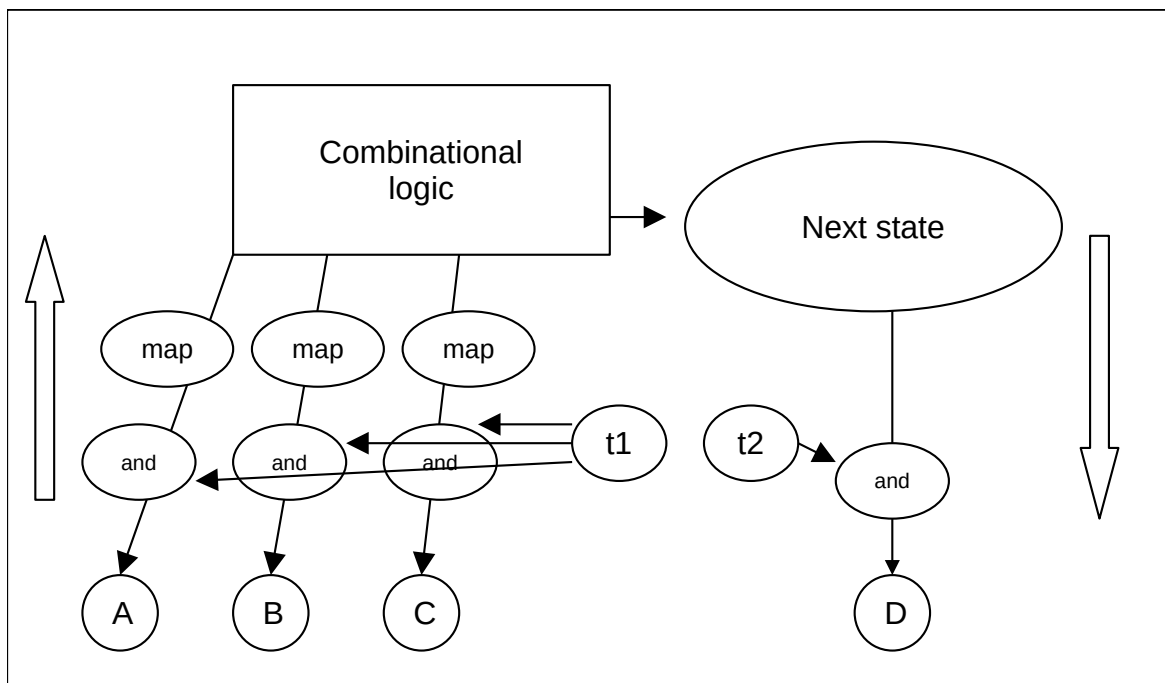 Combinational
logic
Next state
map
map
map
and
and
and
t1
t2
and
A
B
C
D